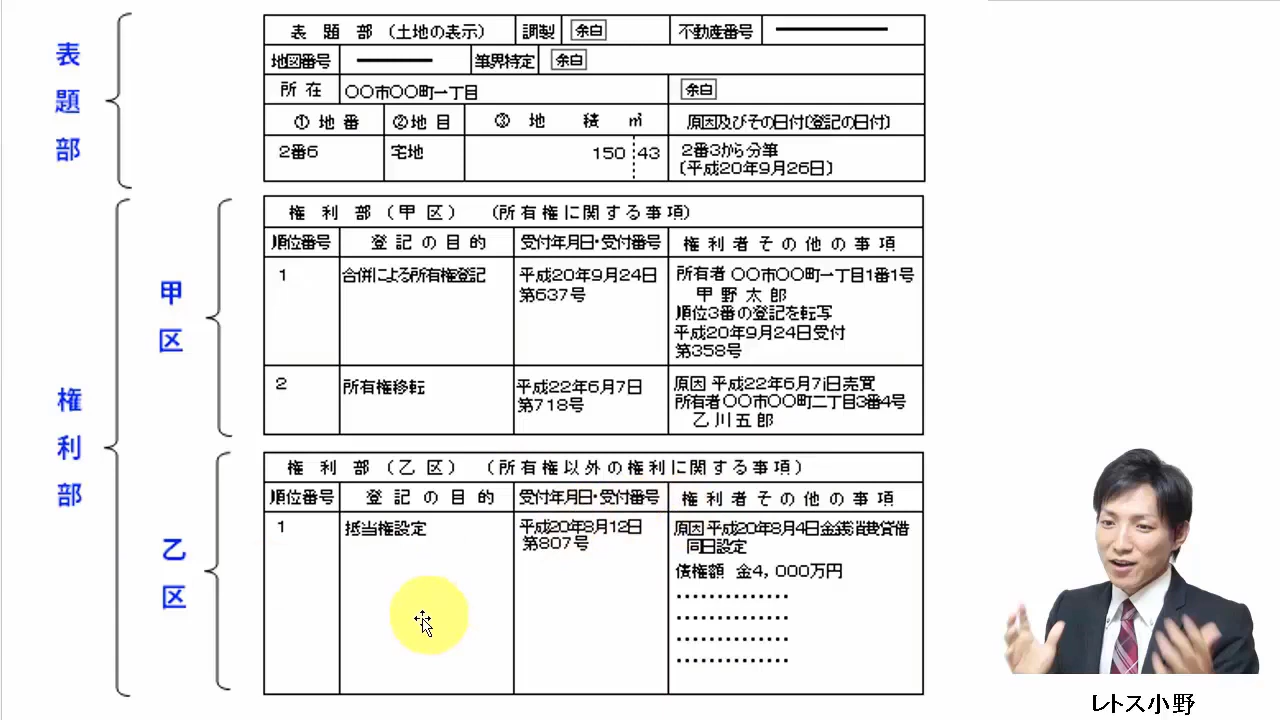 表題部
表 題 部 (土地の表示) 調製 余白 不動産番号
地図番号 筆界特定 余白
所 在 〇〇市〇〇町一丁目 余白
① 地 番 ②地 目 ③ 地 積 ㎡ 原因及びその日付〔登記の日付〕
2番6 宅地 150 43 2番3から分筆
〔平成20年9月26日〕
権利部
甲区
権 利 部 ( 甲 区 ) (所有権に関する事項)
順位番号 登 記 の 目 的 受付年月日・受付番号 権 利 者 そ の 他 の 事 項
1 合併による所有権登記 平成20年9月24日 所有者 〇〇市〇〇町一丁目1番1号
第637号 甲 野 太 郎
順位3番の登記を転写
平成20年9月24日受付
第358号
2 所有権移転 平成22年6月7日 原因 平成22年6月7日売買
第718号 所有者〇〇市〇〇町二丁目3番4号
乙 川 五 郎
乙区
権 利 部 ( 乙 区 ) (所有権以外の権利に関する事項)
順位番号 登 記 の 目 的 受付年月日・受付番号 権 利 者 そ の 他 の 事 項
1 抵当権設定 平成20年8月12日 原因 平成20年8月4日金銭消費貸借
第807号 同日設定
債権額 金4,000万円
レトス小野